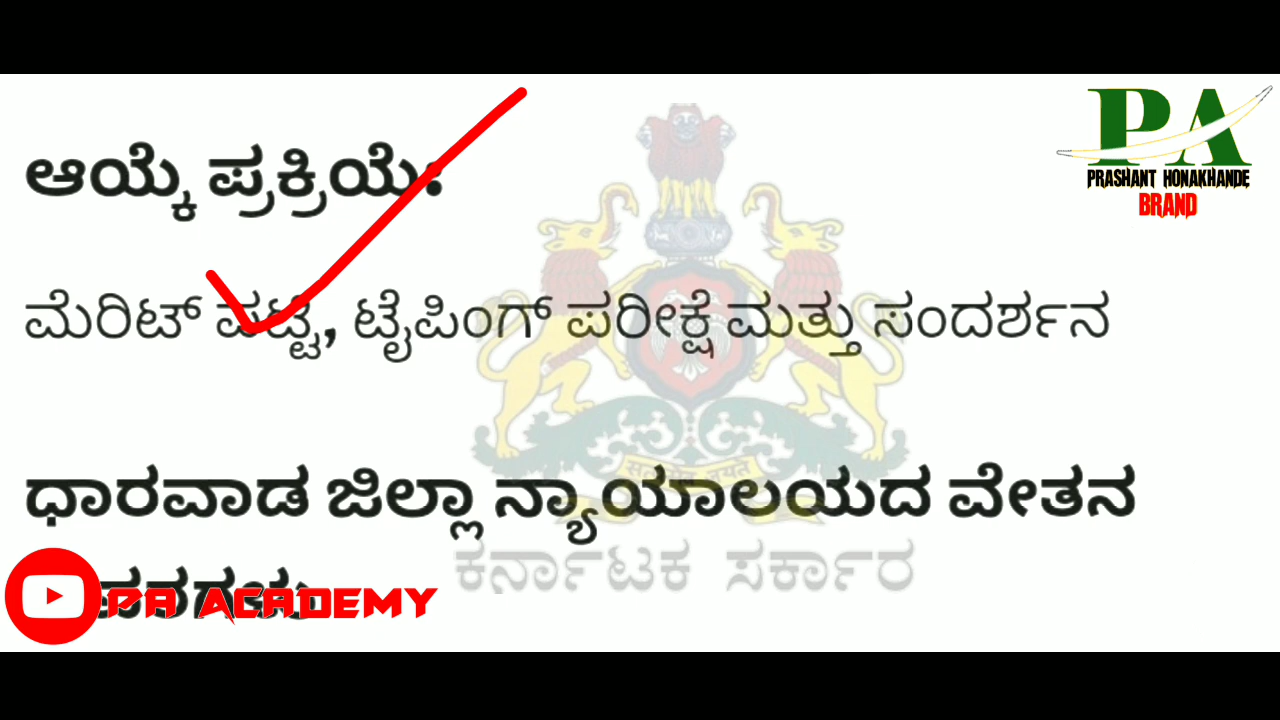 PA
PRASHANT HONAKHANDE
BRAND
ಆಯ್ಕೆ ಪ್ರಕ್ರಿಯೆ:
ಮೆರಿಟ್ ಪಟ್ಟಿ, ಟೈಪಿಂಗ್ ಪರೀಕ್ಷೆ ಮತ್ತು ಸಂದರ್ಶನ
ಧಾರವಾಡ ಜಿಲ್ಲಾ ನ್ಯಾಯಾಲಯದ ವೇತನ
ಕರ್ನಾಟಕ ಸರ್ಕಾರ
PA ACADEMY